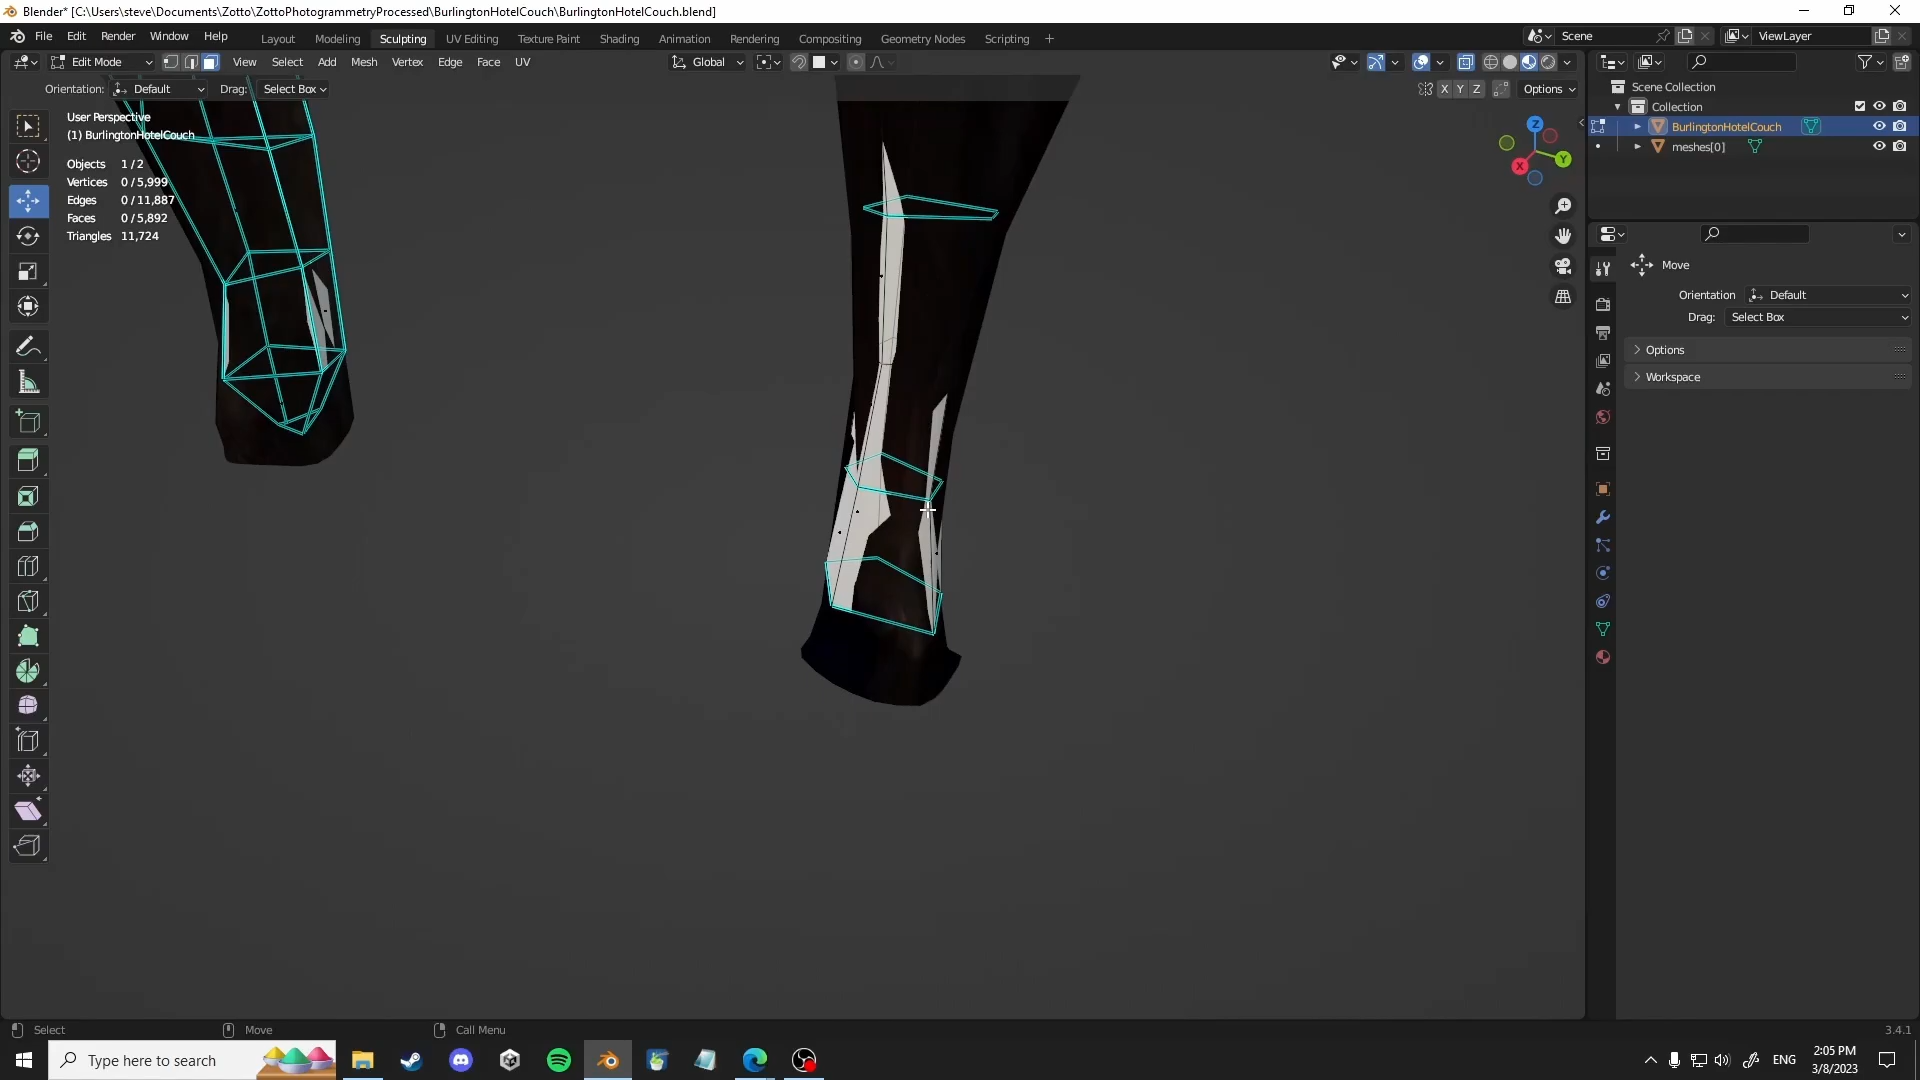 Blender* [C:\Users\steve\Documents\Zotto\ZottoPhotogrammetryProcessed\BurlingtonHotelCouch\BurlingtonHotelCouch.blend]
File Edit Render Window Help Layout Modeling Sculpting UV Editing Texture Paint Shading Animation Rendering Compositing Geometry Nodes Scripting + Scene ViewLayer
Edit Mode View Select Add Mesh Vertex Edge Face UV Global
Orientation: Default Drag: Select Box X Y Z Options
User Perspective
(1) BurlingtonHotelCouch
Objects 1 / 2
Vertices 0 / 5,999
Edges 0 / 11,887
Faces 0 / 5,892
Triangles 11,724
Z
Y
X
Scene Collection
Collection
BurlingtonHotelCouch
meshes[0]
Move
Orientation Default
Drag: Select Box
Options
Workspace
Select Move Call Menu 3.4.1
Type here to search ENG 2:05 PM
3/8/2023